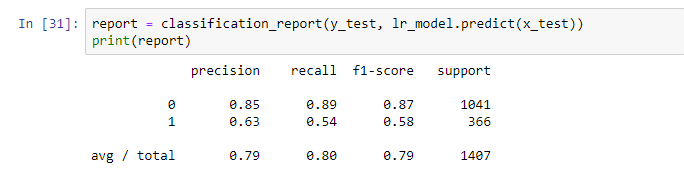 In [31]: report = classification_report(y_test, lr_model.predict(x_test))
print(report)
precision recall f1-score support
0 0.85 0.89 0.87 1041
1 0.63 0.54 0.58 366
avg / total 0.79 0.80 0.79 1407